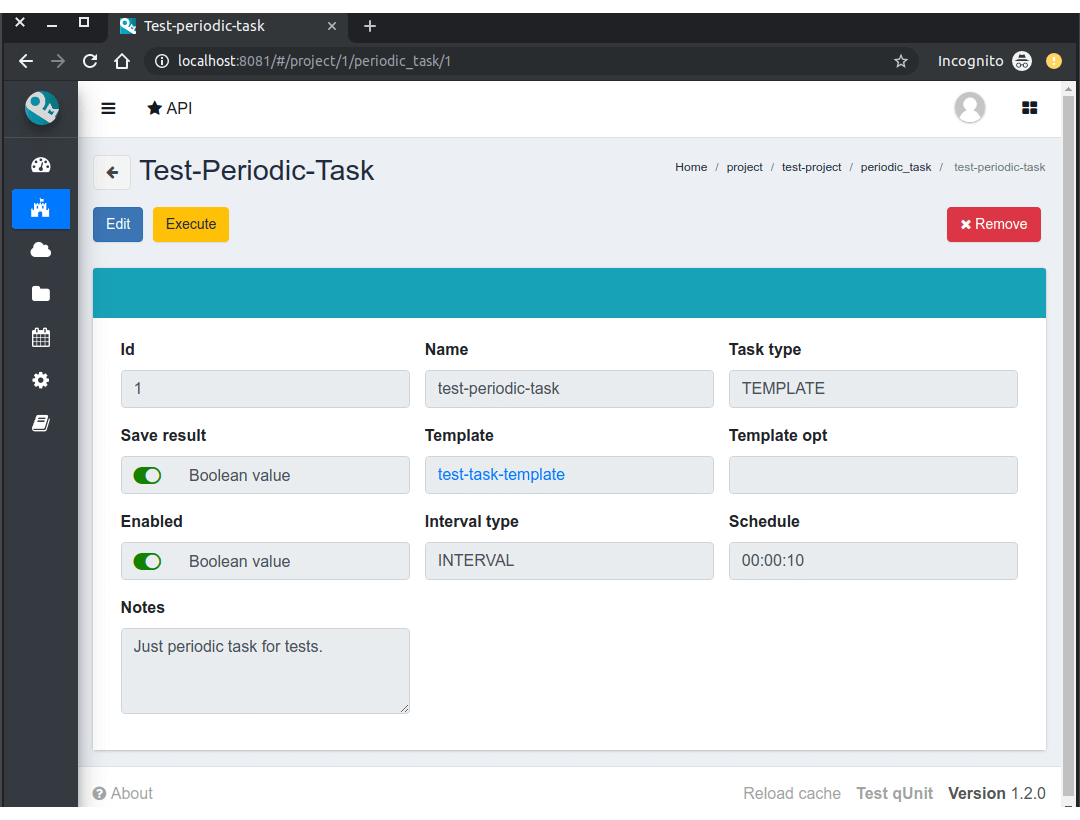 Test-periodic-task
localhost:8081/#/project/1/periodic_task/1
Incognito
API
Test-Periodic-Task
Home / project / test-project / periodic_task / test-periodic-task
Edit Execute Remove
Id Name Task type
1 test-periodic-task TEMPLATE
Save result Template Template opt
Boolean value test-task-template
Enabled Interval type Schedule
Boolean value INTERVAL 00:00:10
Notes
Just periodic task for tests.
About Reload cache Test qUnit Version 1.2.0